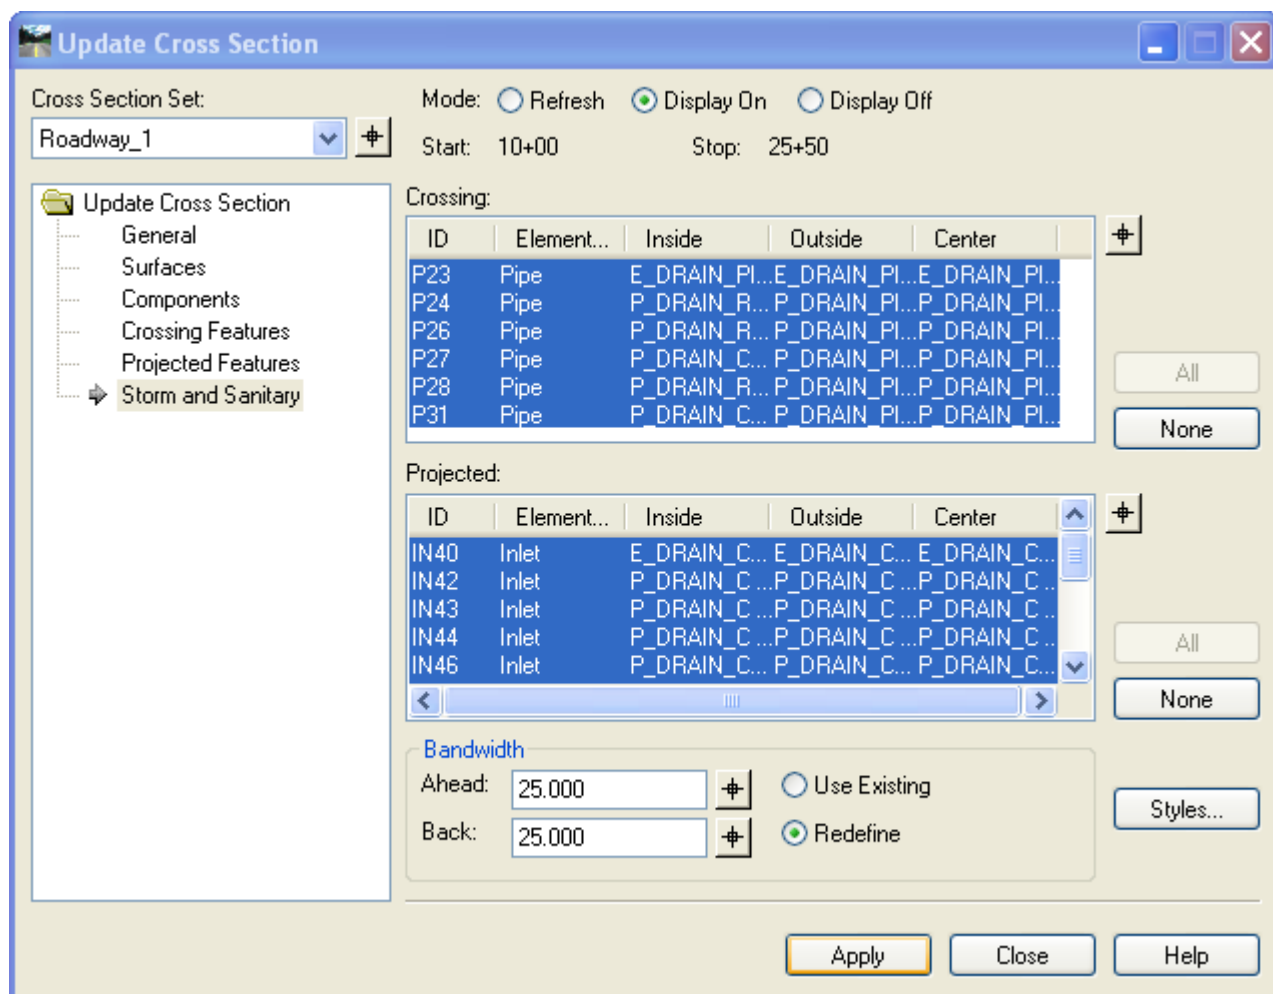 Update Cross Section
Cross Section Set:
Roadway_1
Mode: Refresh Display On Display Off
Start: 10+00 Stop: 25+50
Update Cross Section
General
Surfaces
Components
Crossing Features
Projected Features
Storm and Sanitary
Crossing:
ID Element... Inside Outside Center
P23 Pipe E_DRAIN_PI...E_DRAIN_PI...E_DRAIN_PI...
P24 Pipe P_DRAIN_R... P_DRAIN_PI...P_DRAIN_PI...
P26 Pipe P_DRAIN_R... P_DRAIN_PI...P_DRAIN_PI...
P27 Pipe P_DRAIN_C... P_DRAIN_PI...P_DRAIN_PI...
P28 Pipe P_DRAIN_R... P_DRAIN_PI...P_DRAIN_PI...
P31 Pipe P_DRAIN_C... P_DRAIN_PI...P_DRAIN_PI...
All
None
Projected:
ID Element... Inside Outside Center
IN40 Inlet E_DRAIN_C... E_DRAIN_C... E_DRAIN_C...
IN42 Inlet P_DRAIN_C ...P_DRAIN_C ...P_DRAIN_C ..
IN43 Inlet P_DRAIN_C ...P_DRAIN_C ...P_DRAIN_C ..
IN44 Inlet P_DRAIN_C ...P_DRAIN_C ...P_DRAIN_C ..
IN46 Inlet P_DRAIN_C... P_DRAIN_C... P_DRAIN_C...
All
None
Bandwidth
Ahead: 25.000 Use Existing
Back: 25.000 Redefine
Styles...
Apply Close Help